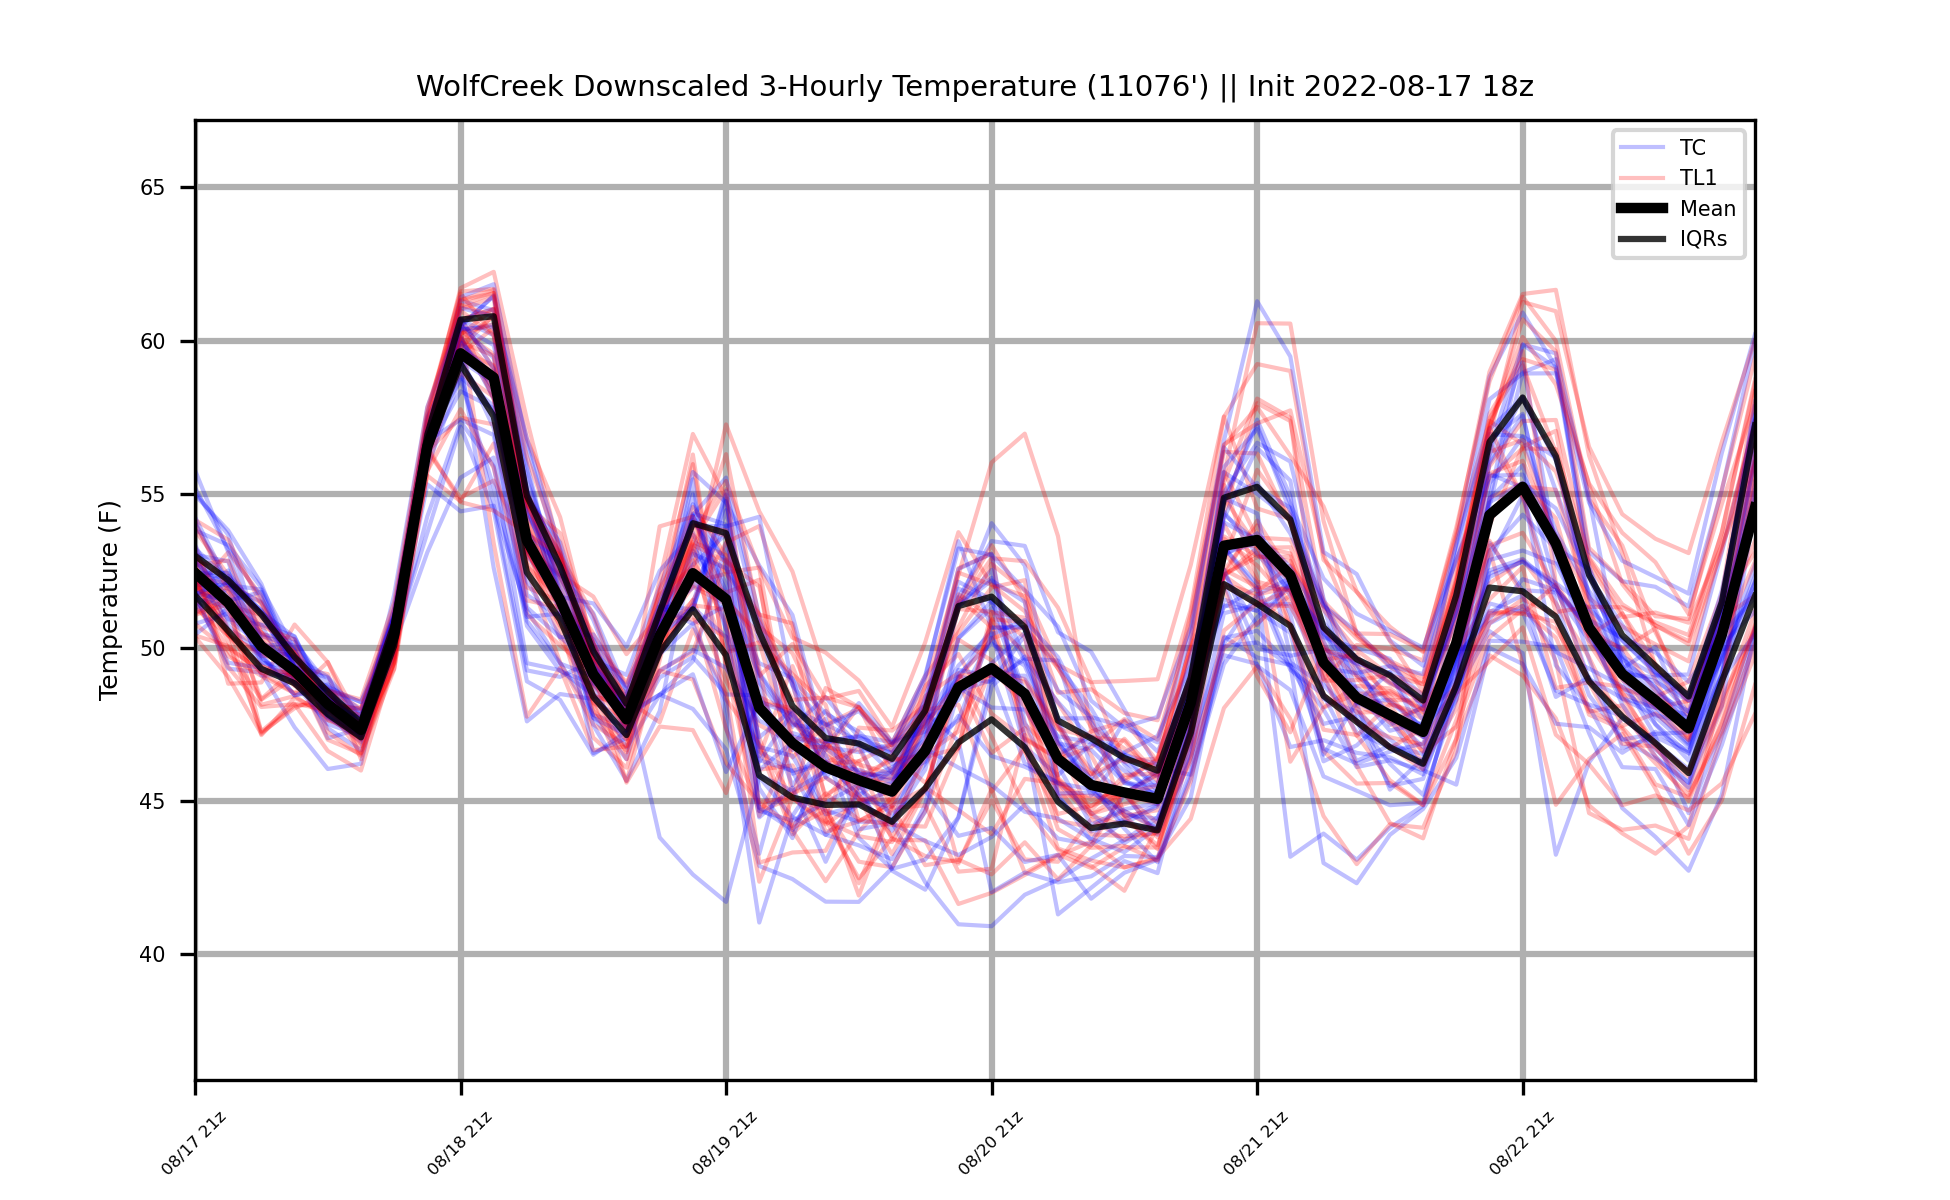 WolfCreek Downscaled 3-Hourly Temperature (11076') || Init 2022-08-17 18z
TC
TL1
Mean
IQRs
65
60
55
50
45
40
Temperature (F)
08/17 21z
08/18 21z
08/19 21z
08/20 21z
08/21 21z
08/22 21z